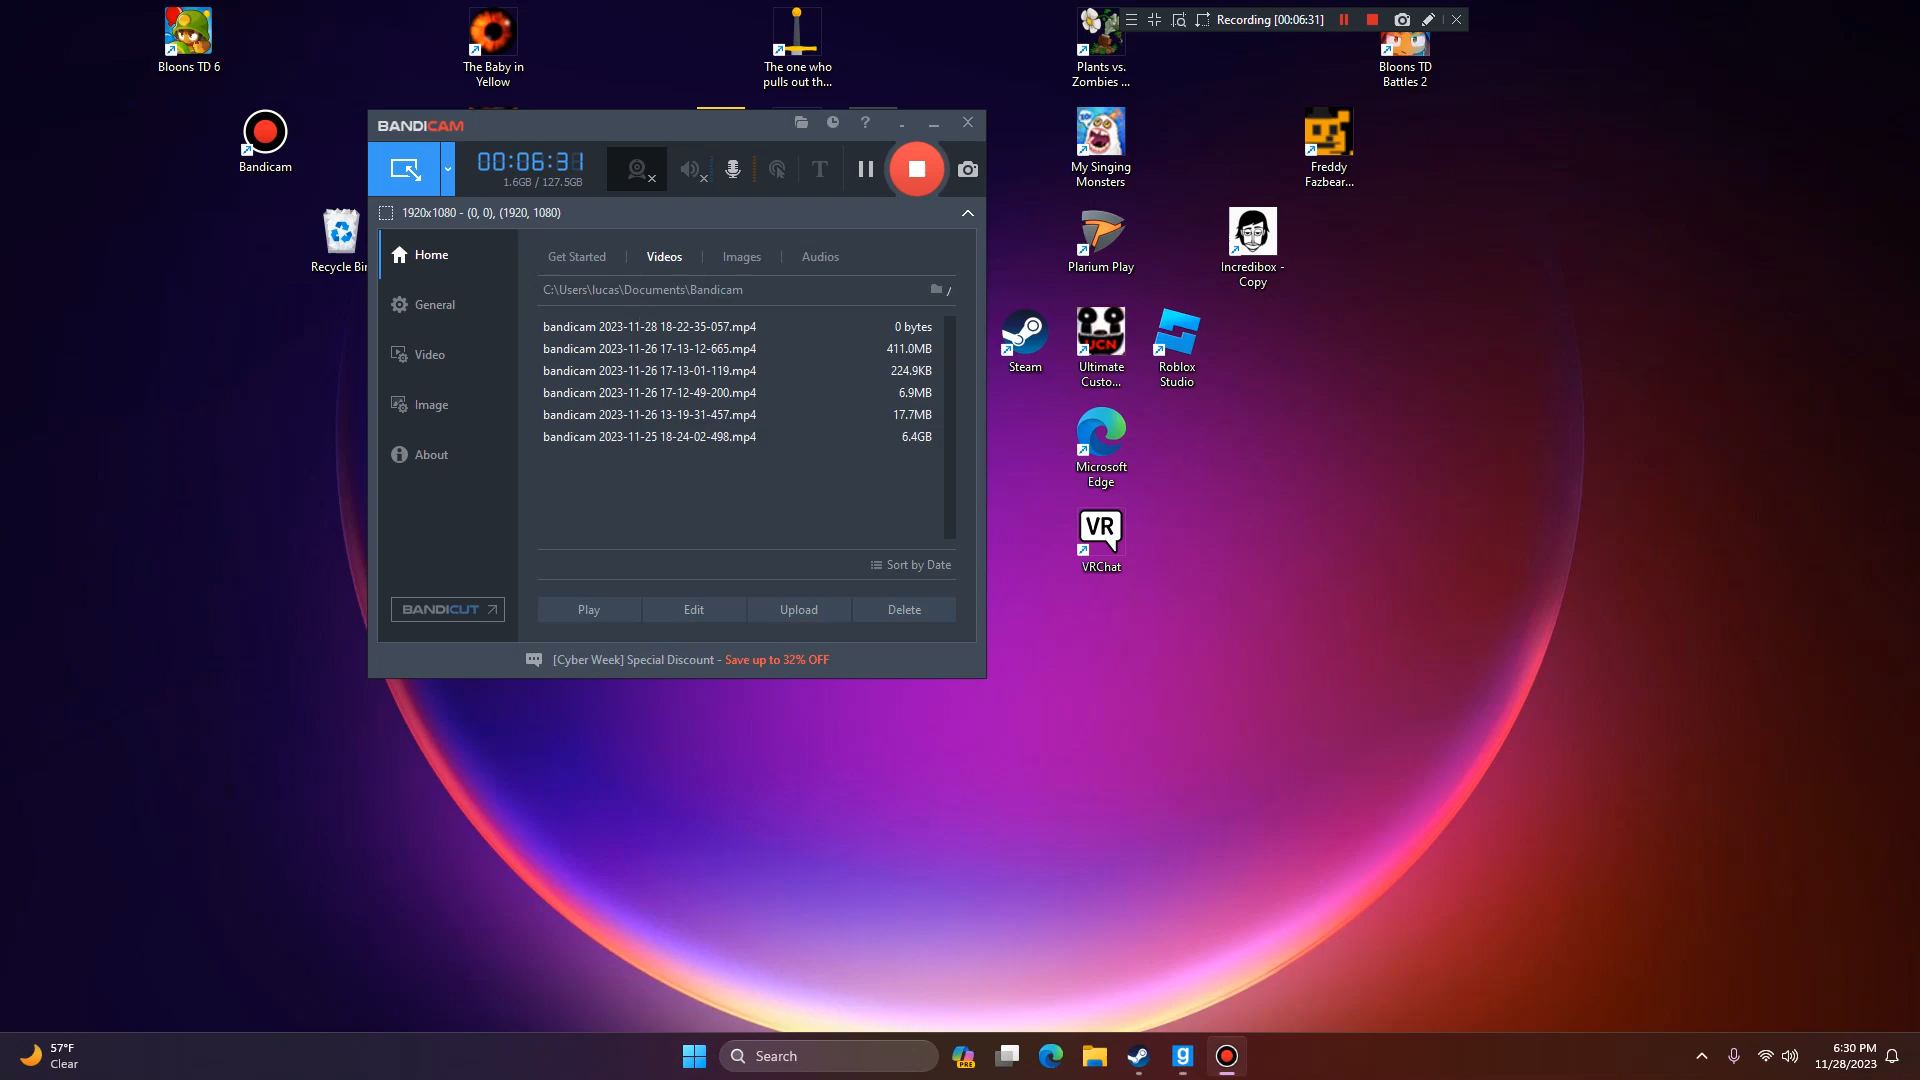 Recording [00:06:31]
Bloons TD 6
The Baby in
Yellow
The one who
pulls out th...
Plants vs.
Zombies ...
Bloons TD
Battles 2
Bandicam
My Singing
Monsters
Freddy
Fazbear...
Recycle Bin
Plarium Play
Incredibox -
Copy
Steam
UCN
Ultimate
Custo...
Roblox
Studio
Microsoft
Edge
VR
VRChat
BANDICAM
?
00:06:31
1.6GB / 127.5GB
T
1920x1080 - (0, 0), (1920, 1080)
Home
General
Video
Image
About
BANDICUT
Get Started
Videos
Images
Audios
C:\Users\lucas\Documents\Bandicam
/
bandicam 2023-11-28 18-22-35-057.mp4 0 bytes
bandicam 2023-11-26 17-13-12-665.mp4 411.0MB
bandicam 2023-11-26 17-13-01-119.mp4 224.9KB
bandicam 2023-11-26 17-12-49-200.mp4 6.9MB
bandicam 2023-11-26 13-19-31-457.mp4 17.7MB
bandicam 2023-11-25 18-24-02-498.mp4 6.4GB
Sort by Date
Play
Edit
Upload
Delete
[Cyber Week] Special Discount - Save up to 32% OFF
57°F
Clear
Search
PRE
g
6:30 PM
11/28/2023